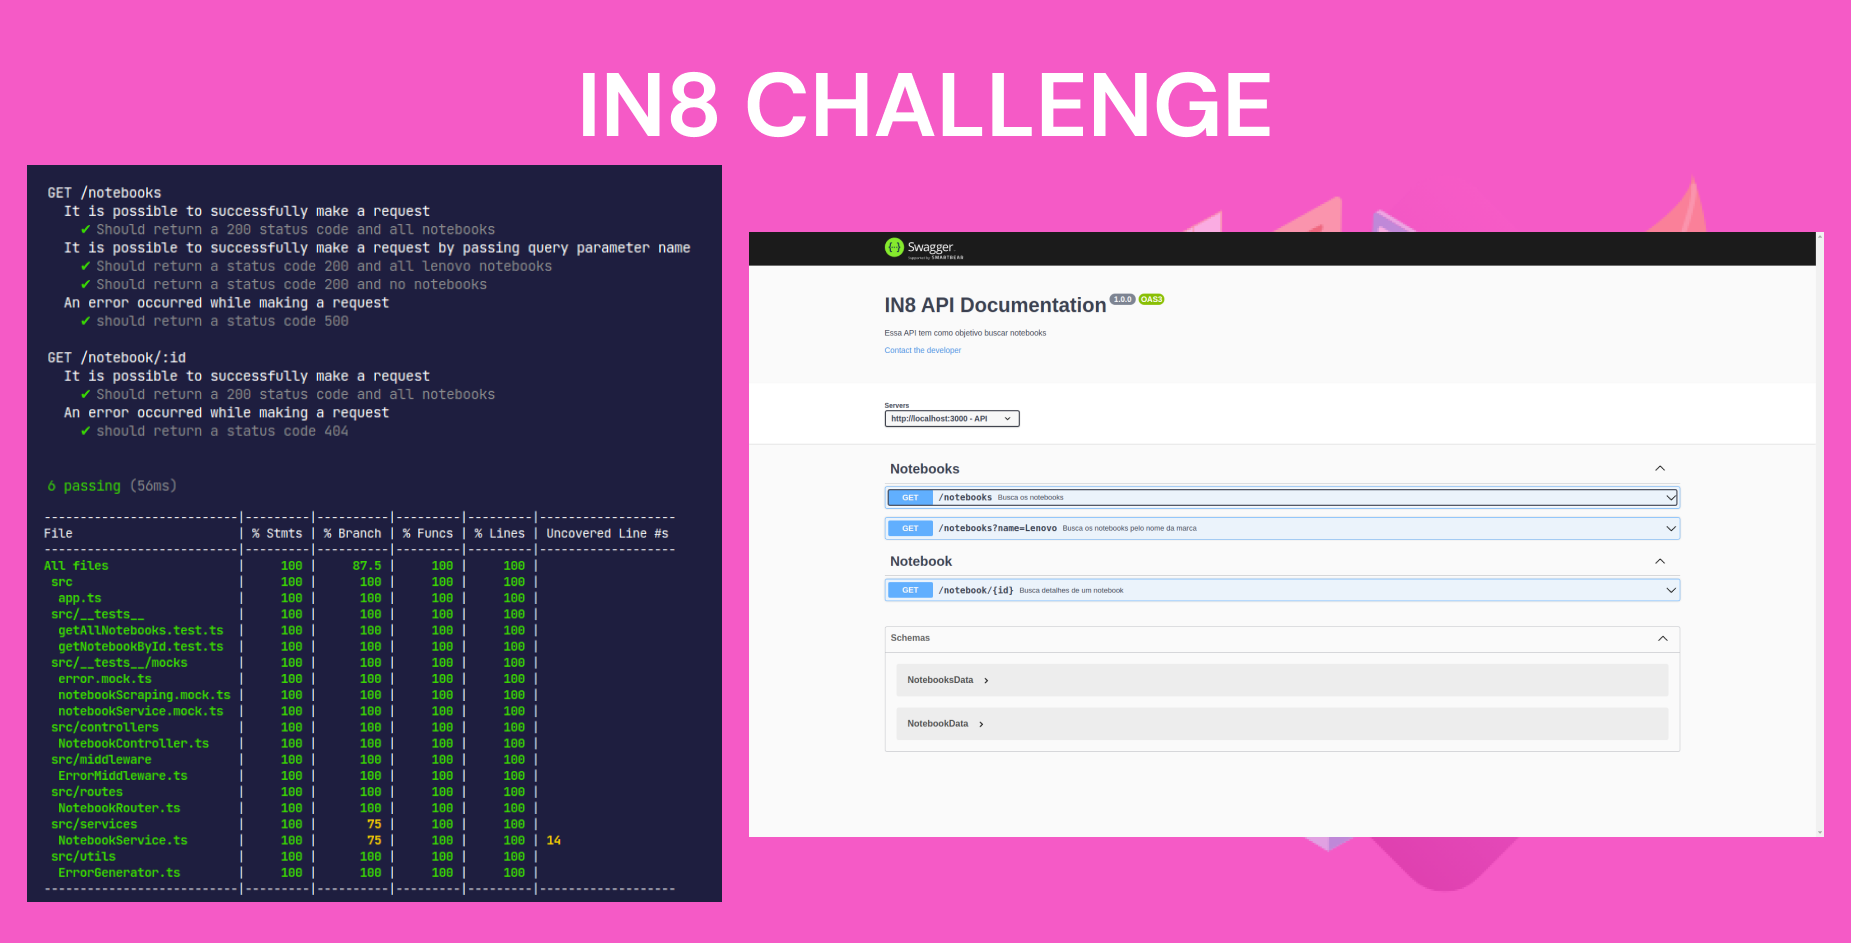 IN8 CHALLENGE
GET /notebooks
It is possible to successfully make a request
✔ Should return a 200 status code and all notebooks
It is possible to successfully make a request by passing query parameter name
✔ Should return a status code 200 and all lenovo notebooks
✔ Should return a status code 200 and no notebooks
An error occurred while making a request
✔ should return a status code 500
GET /notebook/:id
It is possible to successfully make a request
✔ Should return a 200 status code and all notebooks
An error occurred while making a request
✔ should return a status code 404
6 passing (56ms)
---------------------------|---------|----------|---------|---------|-------------------
File | % Stmts | % Branch | % Funcs | % Lines | Uncovered Line #s
---------------------------|---------|----------|---------|---------|-------------------
All files | 100 | 87.5 | 100 | 100 |
src | 100 | 100 | 100 | 100 |
app.ts | 100 | 100 | 100 | 100 |
src/__tests__ | 100 | 100 | 100 | 100 |
getAllNotebooks.test.ts | 100 | 100 | 100 | 100 |
getNotebookById.test.ts | 100 | 100 | 100 | 100 |
src/__tests__/mocks | 100 | 100 | 100 | 100 |
error.mock.ts | 100 | 100 | 100 | 100 |
notebookScraping.mock.ts | 100 | 100 | 100 | 100 |
notebookService.mock.ts | 100 | 100 | 100 | 100 |
src/controllers | 100 | 100 | 100 | 100 |
NotebookController.ts | 100 | 100 | 100 | 100 |
src/middleware | 100 | 100 | 100 | 100 |
ErrorMiddleware.ts | 100 | 100 | 100 | 100 |
src/routes | 100 | 100 | 100 | 100 |
NotebookRouter.ts | 100 | 100 | 100 | 100 |
src/services | 100 | 75 | 100 | 100 |
NotebookService.ts | 100 | 75 | 100 | 100 | 14
src/utils | 100 | 100 | 100 | 100 |
ErrorGenerator.ts | 100 | 100 | 100 | 100 |
---------------------------|---------|----------|---------|---------|-------------------
{···} Swagger.
Supported by SMARTBEAR
IN8 API Documentation 1.0.0 OAS3
Essa API tem como objetivo buscar notebooks
Contact the developer
Servers
http://localhost:3000 - API
Notebooks
GET /notebooks Busca os notebooks
GET /notebooks?name=Lenovo Busca os notebooks pelo nome da marca
Notebook
GET /notebook/{id} Busca detalhes de um notebook
Schemas
NotebooksData
NotebookData